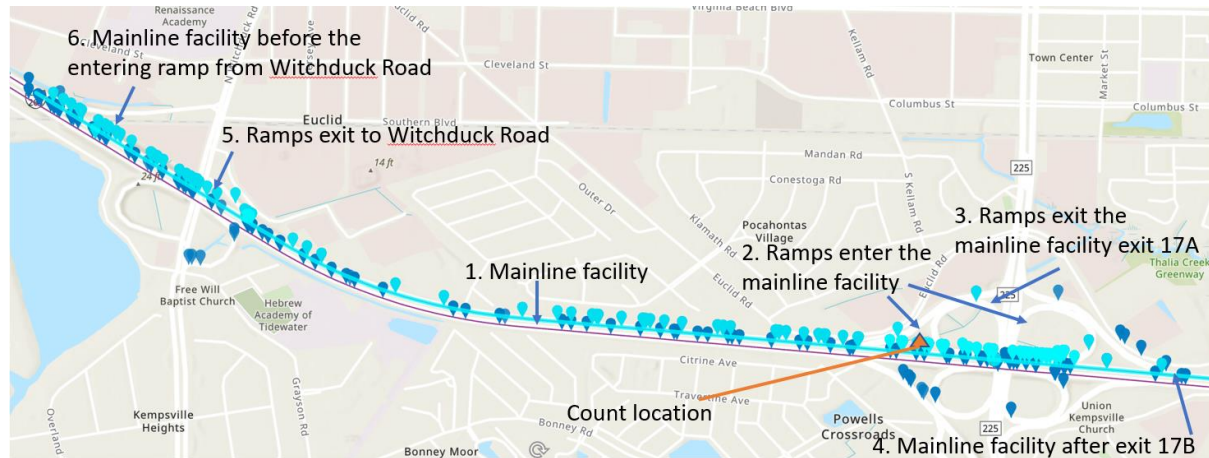 Renaissance
Academy
Virginia Beach Blvd
Euclid Rd
6. Mainline facility before the
entering ramp from Witchduck Road
Cleveland St
Cleveland St
Kellam Rd
Town Center
Market St
Columbus St
Columbus St
Euclid
Southern Blvd
5. Ramps exit to Witchduck Road
14 ft
24 ft
Mandan Rd
Conestoga Rd
S Kellam Rd
225
Outer Dr
Klamath Rd
Pocahontas
Village
3. Ramps exit the
mainline facility exit 17A
2. Ramps enter the
mainline facility
Euclid Rd
Euclid Rd
Thalia Creek
Greenway
1. Mainline facility
225
Free Will
Baptist Church
Hebrew
Academy of
Tidewater
Citrine Ave
Travertine Ave
Count location
Grayson Rd
Overland
Kempsville
Heights
Bonney Rd
Bonney Moor
Powells
Crossroads
Union
Kempsville
Church
225
4. Mainline facility after exit 17B